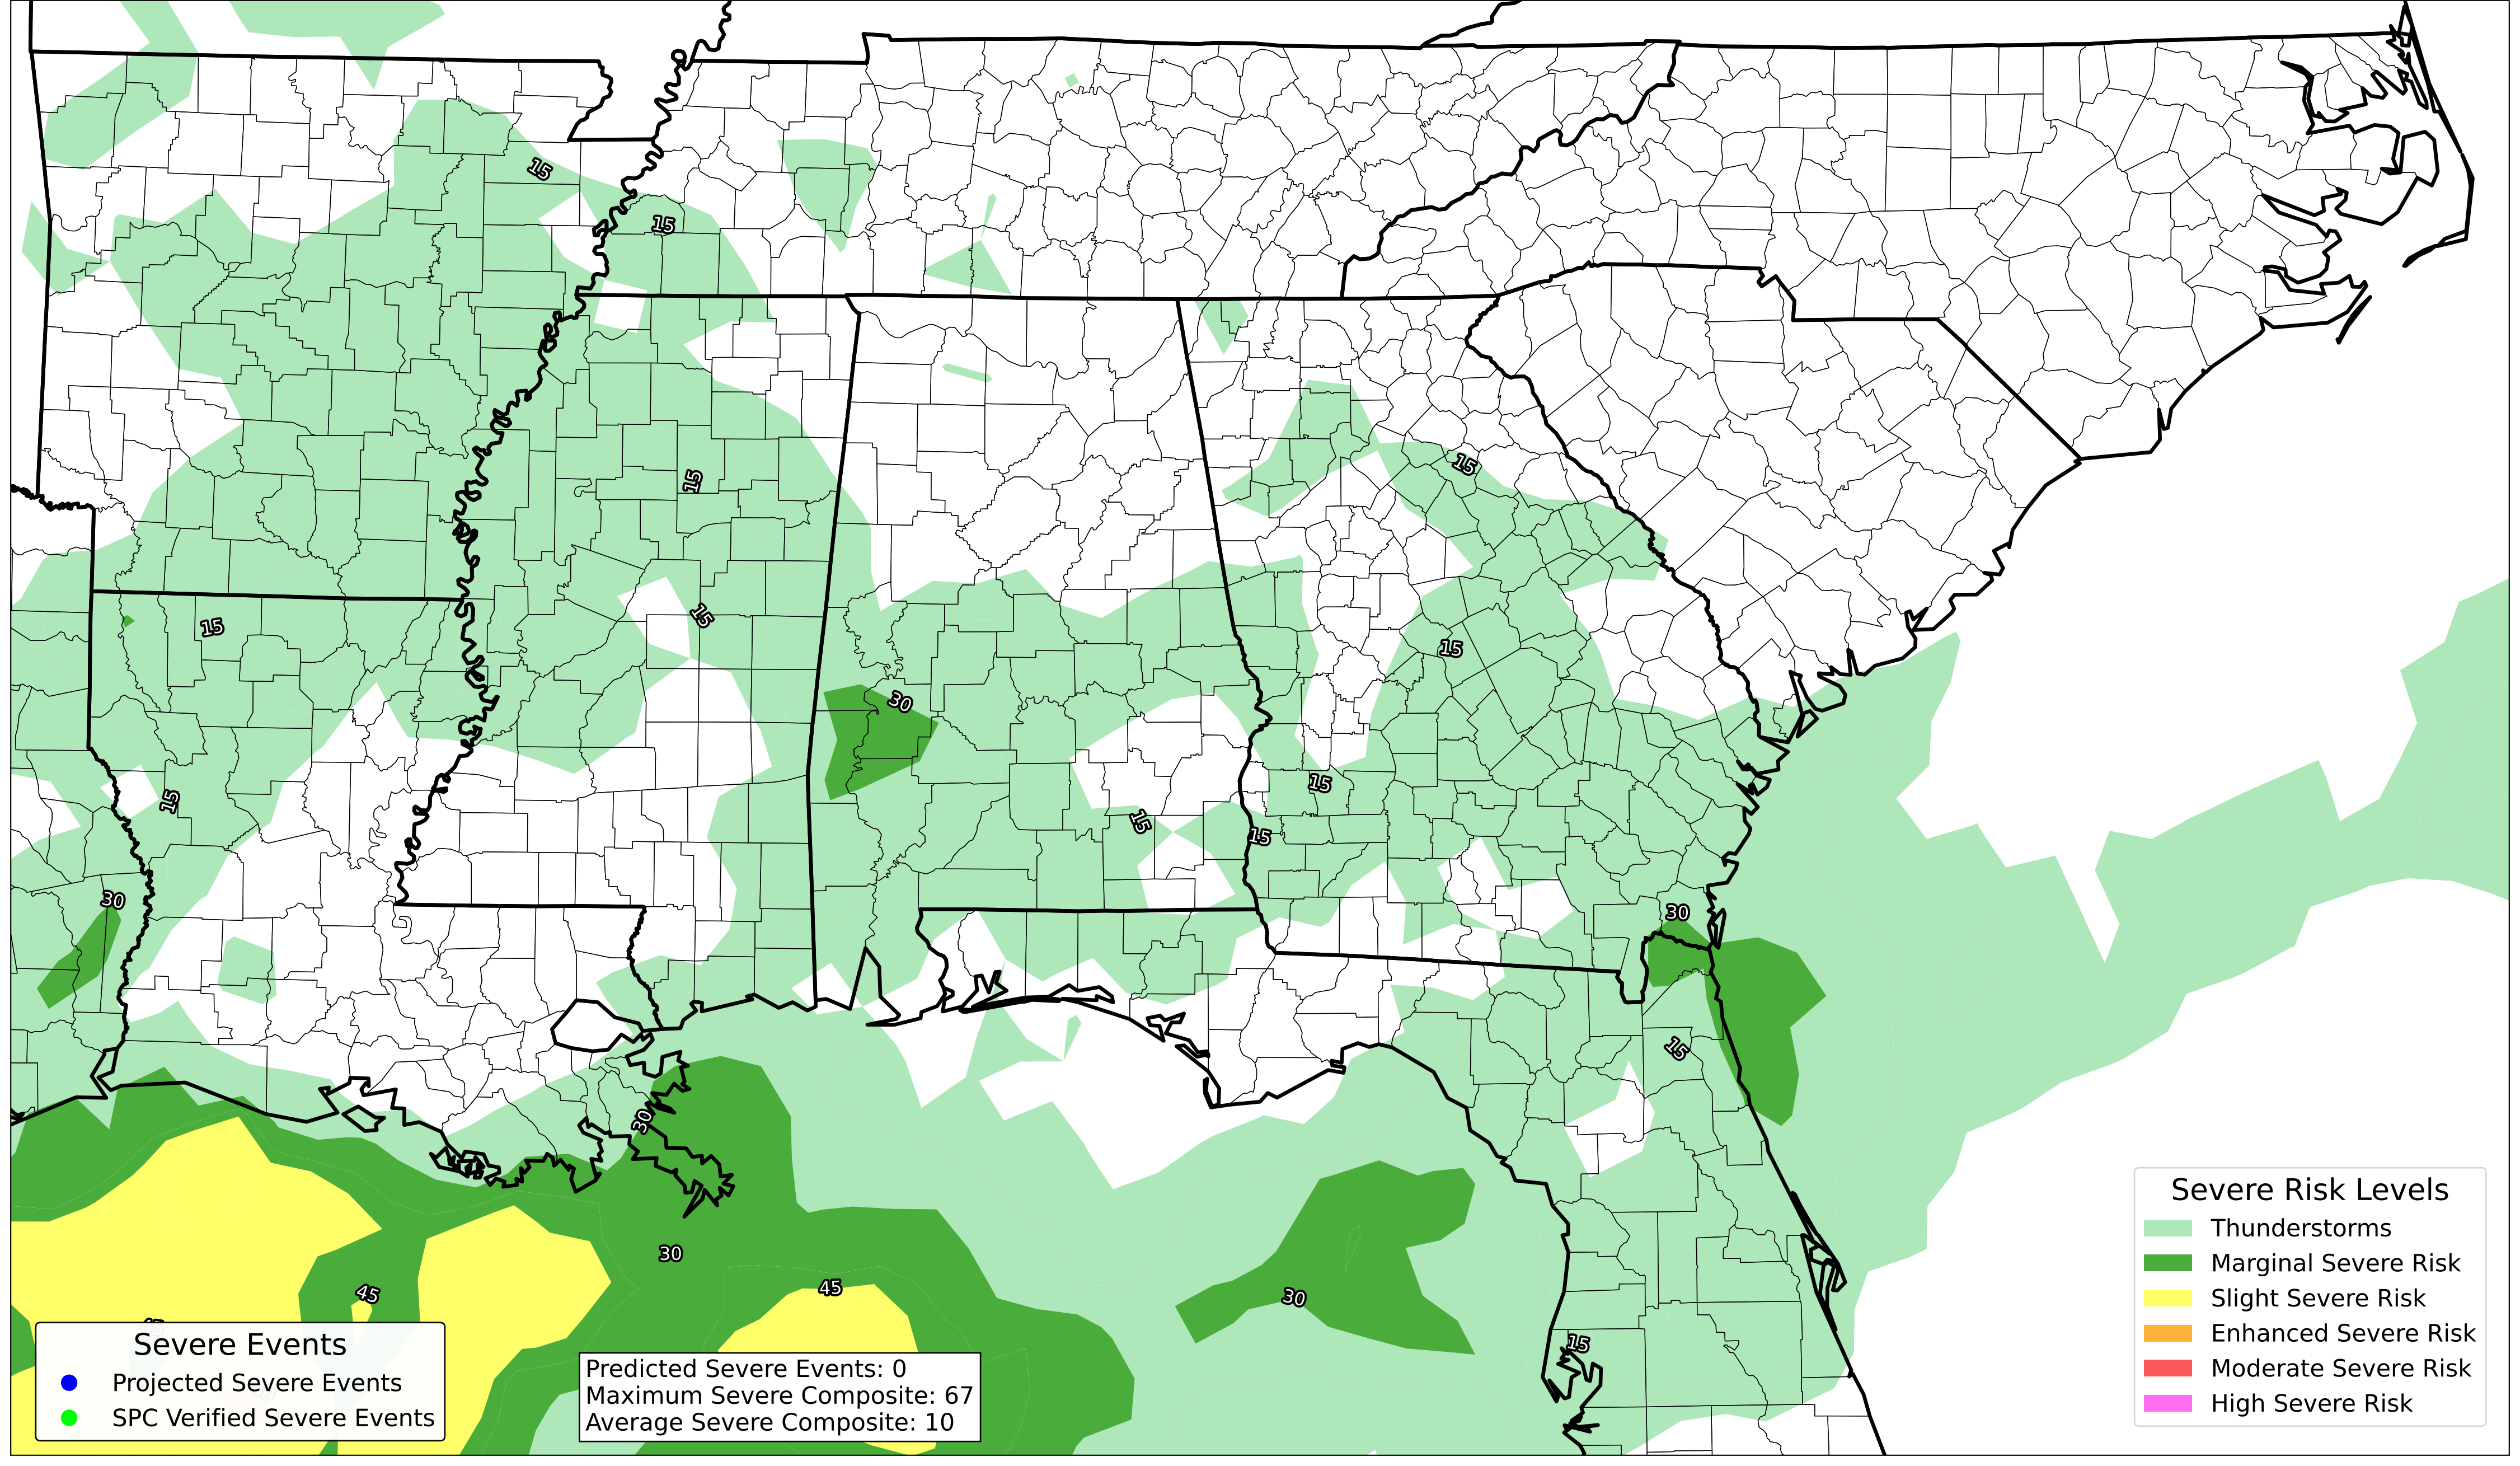 15
15
15
15
15
15
30
15
15
15
15
15
30
30
15
30
30
45
45
30
15
Severe Events
Projected Severe Events
SPC Verified Severe Events
Predicted Severe Events: 0
Maximum Severe Composite: 67
Average Severe Composite: 10
Severe Risk Levels
Thunderstorms
Marginal Severe Risk
Slight Severe Risk
Enhanced Severe Risk
Moderate Severe Risk
High Severe Risk